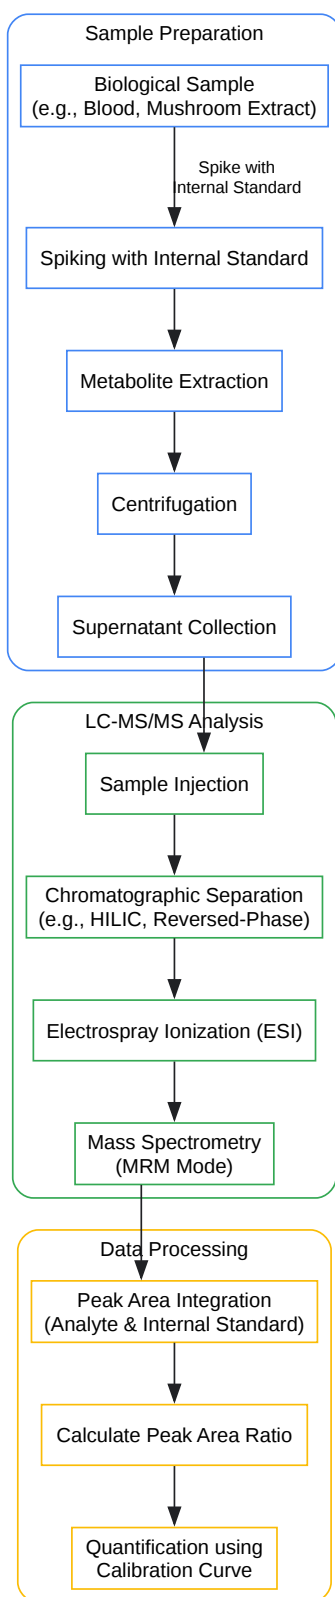 Sample Preparation
Biological Sample
(e.g., Blood, Mushroom Extract)
Spike with
Internal Standard
Spiking with Internal Standard
Metabolite Extraction
Centrifugation
Supernatant Collection
LC-MS/MS Analysis
Sample Injection
Chromatographic Separation
(e.g., HILIC, Reversed-Phase)
Electrospray Ionization (ESI)
Mass Spectrometry
(MRM Mode)
Data Processing
Peak Area Integration
(Analyte & Internal Standard)
Calculate Peak Area Ratio
Quantification using
Calibration Curve